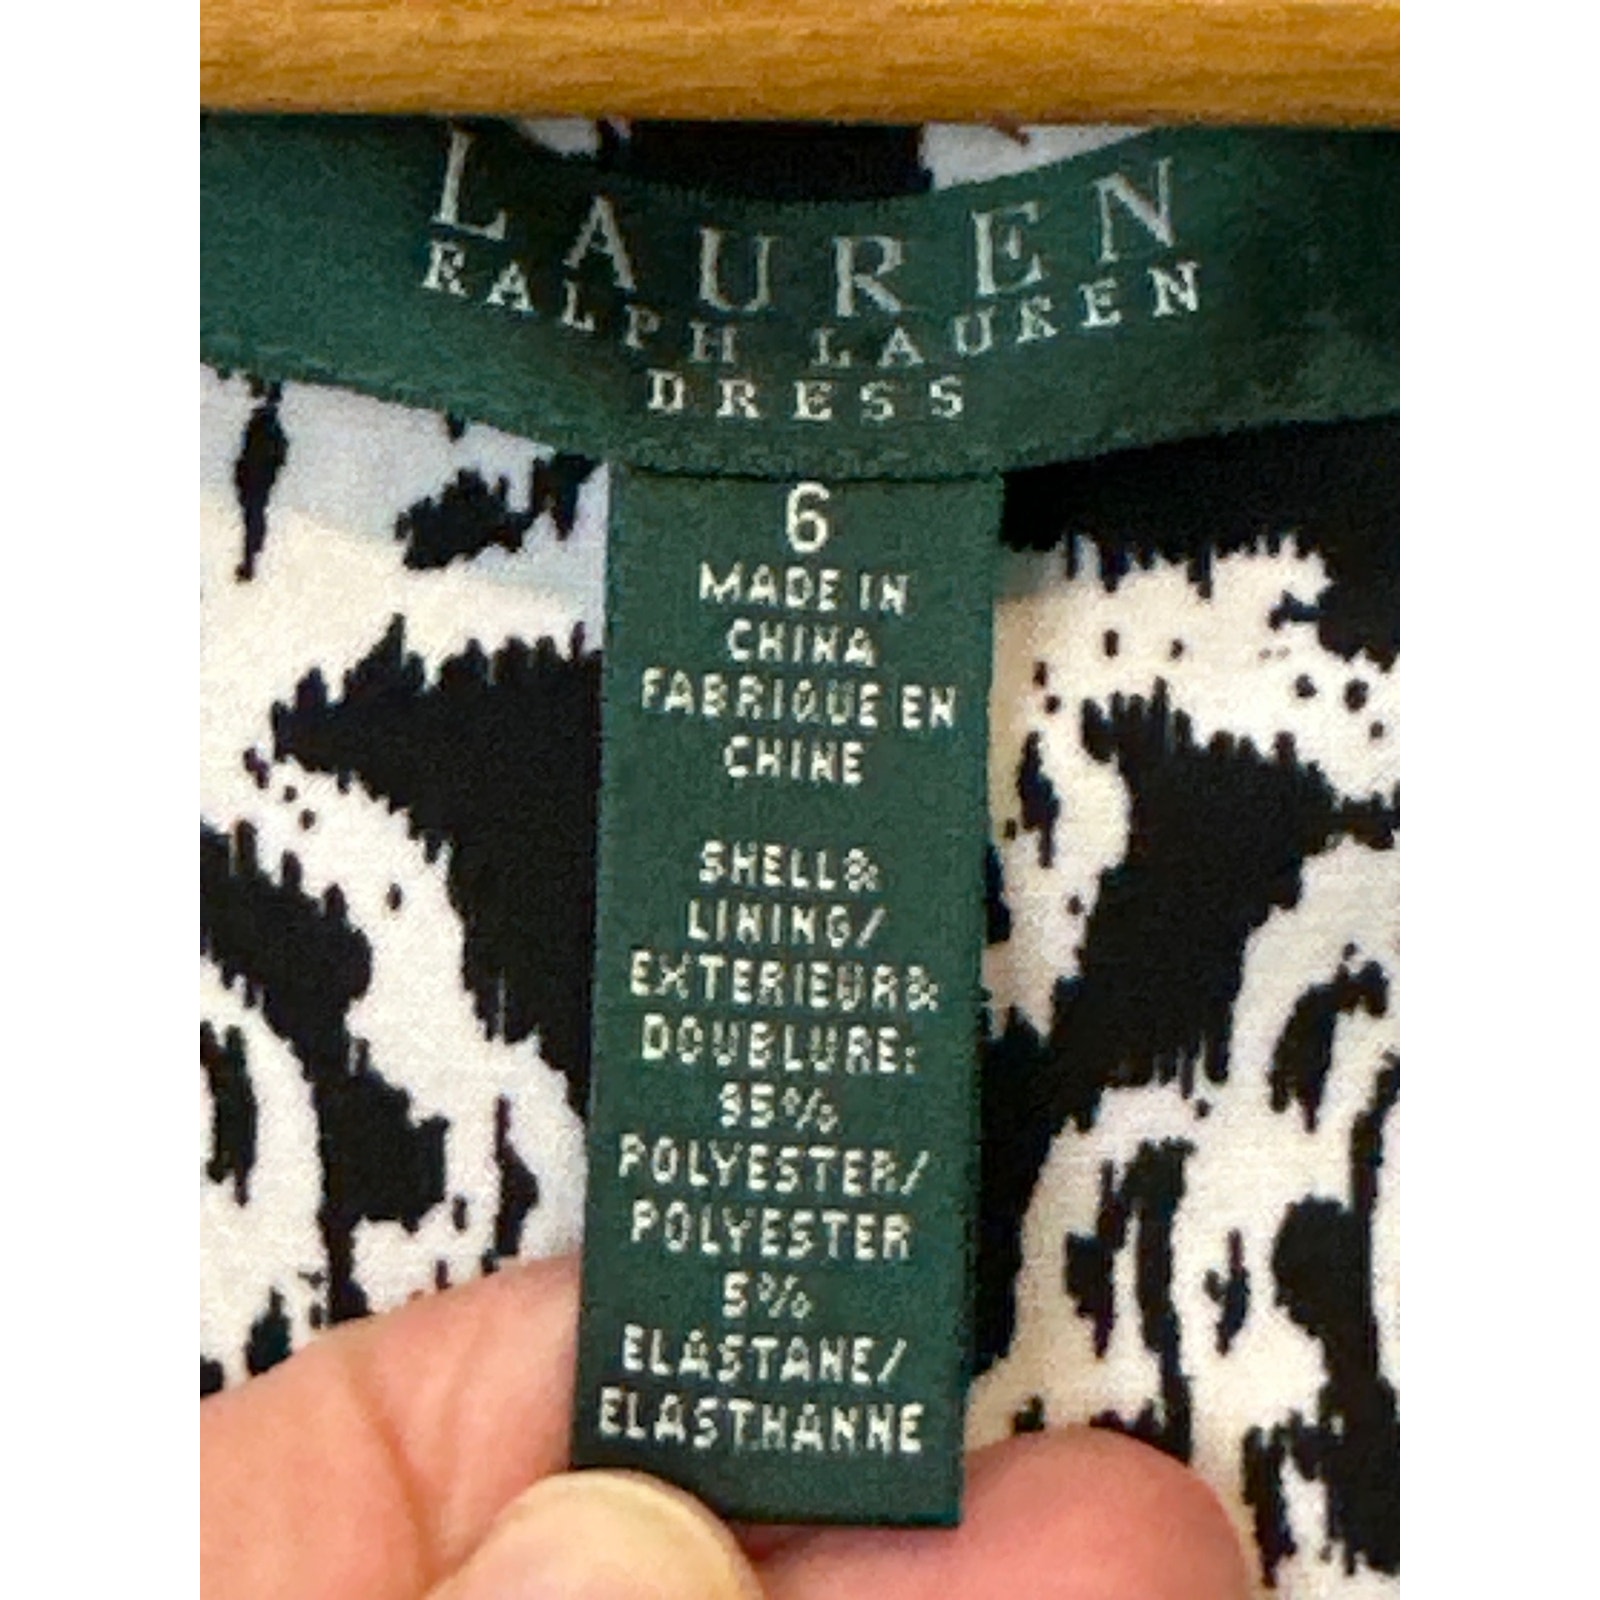 LAUREN
RALPH LAUREN
DRESS
6
MADE IN
CHINA
FABRIQUE EN
CHINE
SHELL&
LINING/
EXTERIEUR&
DOUBLURE:
95%
POLYESTER/
POLYESTER
5%
ELASTANE/
ELASTHANNE